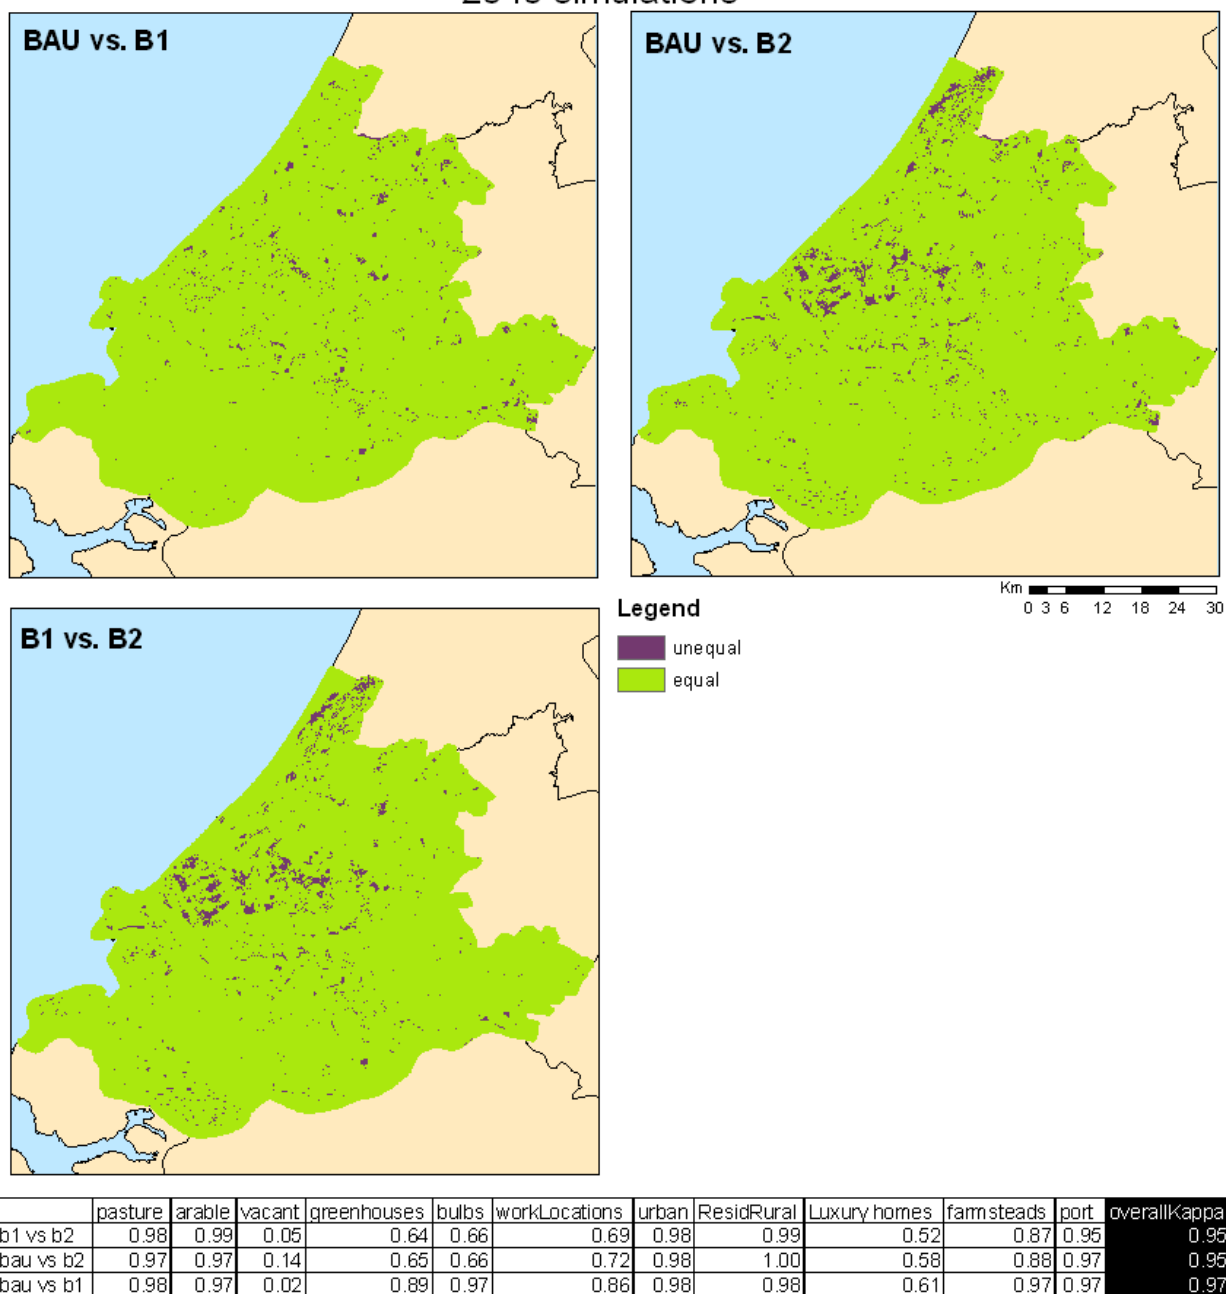 BAU vs. B1
BAU vs. B2
Km
0 3 6 12 18 24 30
Legend
unequal
equal
B1 vs. B2
pasture arable vacant greenhouses bulbs workLocations urban ResidRural Luxury homes farmsteads port overallKappa
b1 vs b2 0.98 0.99 0.05 0.64 0.66 0.69 0.98 0.99 0.52 0.87 0.95 0.95
bau vs b2 0.97 0.97 0.14 0.65 0.66 0.72 0.98 1.00 0.58 0.88 0.97 0.95
bau vs b1 0.98 0.97 0.02 0.89 0.97 0.86 0.98 0.98 0.61 0.97 0.97 0.97